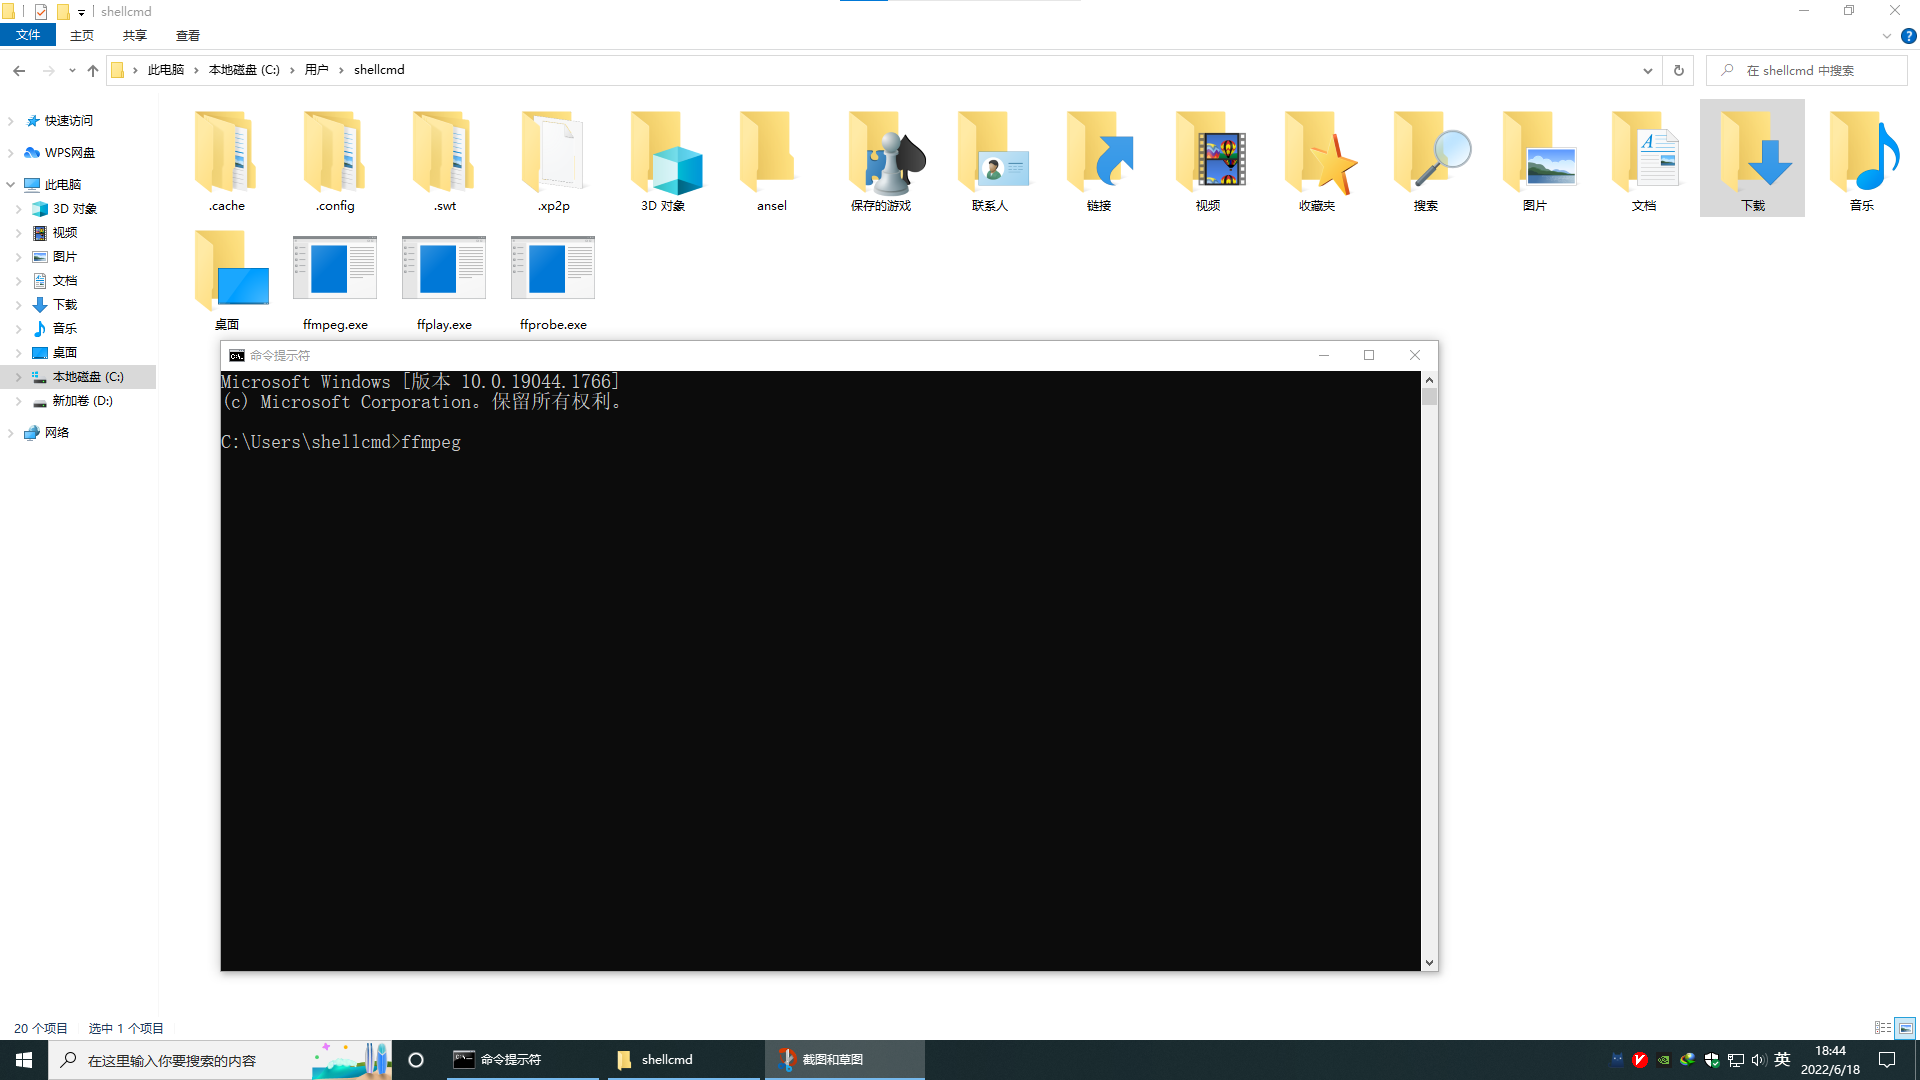 shellcmd
文件 主页 共享 查看
此电脑 本地磁盘 (C:) 用户 shellcmd
在 shellcmd 中搜索
快速访问
WPS网盘
此电脑
3D 对象
视频
图片
文档
下载
音乐
桌面
本地磁盘 (C:)
新加卷 (D:)
网络
.cache .config .swt .xp2p 3D 对象 ansel 保存的游戏 联系人 链接 视频 收藏夹 搜索 图片 文档 下载 音乐
桌面 ffmpeg.exe ffplay.exe ffprobe.exe
命令提示符
Microsoft Windows [版本 10.0.19044.1766]
(c) Microsoft Corporation。保留所有权利。
C:\Users\shellcmd>ffmpeg
20 个项目 选中 1 个项目
在这里输入你要搜索的内容
命令提示符
shellcmd
截图和草图
英
18:44
2022/6/18